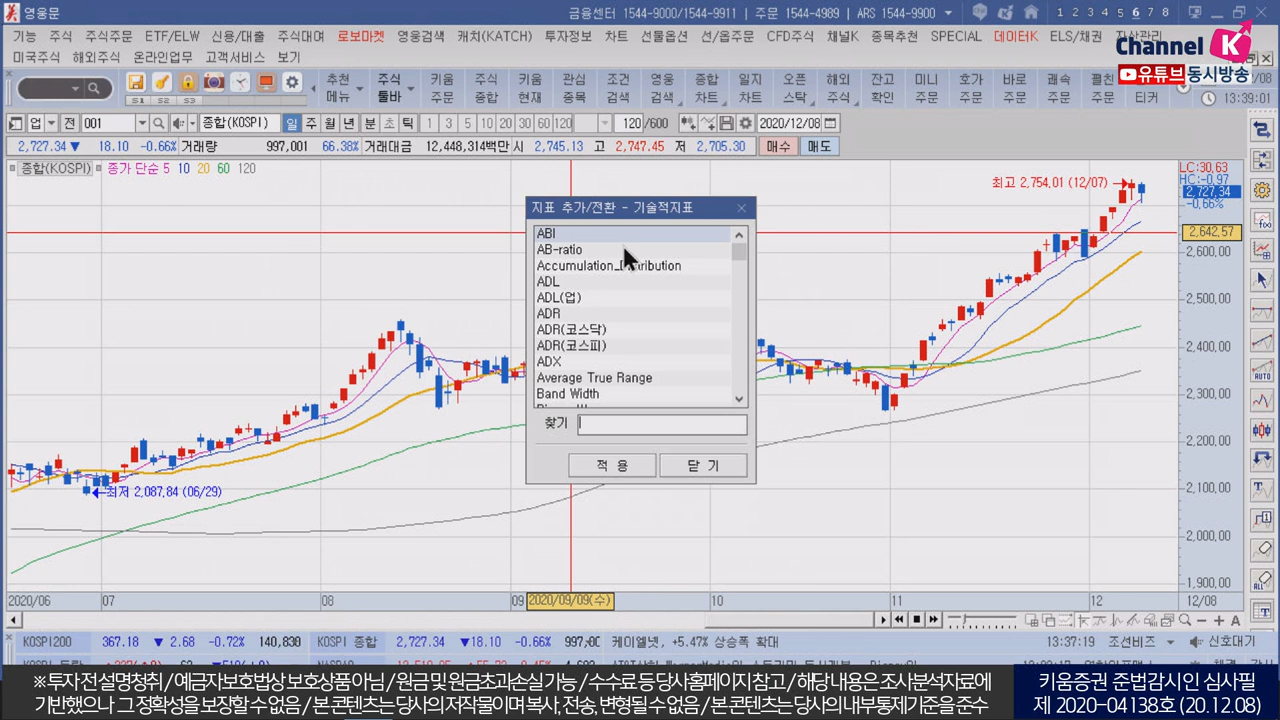 영웅문
금융센터 1544-9000/1544-9911 | 주문 1544-4989 | ARS 1544-9900
1 2 3 4 5 6 7 8
기능 주식 주식주문 ETF/ELW 신용/대출 주식대여 로보마켓 영웅검색 캐치(KATCH) 투자정보 차트 선물옵션 선/옵주문 CFD주식 채널K 종목추천 SPECIAL 데이터K ELS/채권 자산관리
미국주식 해외주식 온라인업무 고객서비스 보기
Channel K
유튜브 동시방송
S1 S2 S3
추천 메뉴
주식 툴바
키움 주문
주식 종합
키움 현재
관심 종목
조건 검색
영웅 검색
종합 차트
일지 차트
오픈 스탁
해외 주식
잔고 확인
미니 주문
호가 주문
바로 주문
쾌속 주문
펼친 티커
13:39:01
업 전 001 종합(KOSPI) 일 주 월 년 분 초 틱 1 3 5 10 20 30 60 120 120 /600 2020/12/08
2,727.34 ▼ 18.10 -0.66% 거래량 997,001 66.38% 거래대금 12,448,314백만 시 2,745.13 고 2,747.45 저 2,705.30 매수 매도
종합(KOSPI) 종가 단순 5 10 20 60 120
LC:30.63
HC:-0.97
2,727.34
-0.66%
최고 2,754.01 (12/07)
2,642.57
2,600.00
2,500.00
2,400.00
2,300.00
2,200.00
2,100.00
2,000.00
1,900.00
최저 2,087.84 (06/29)
지표 추가/전환 - 기술적지표
ABI
AB-ratio
ADL
ADL(업)
ADR
ADR(코스닥)
ADR(코스피)
ADX
Average True Range
Band Width
찾기
적 용 닫 기
2020/06 07 08 09 2020/09/09(수) 10 11 12 12/08
AUTO
ALL
KOSPI200 367.18 ▼ 2.68 -0.72% 140,830 KOSPI 종합 2,727.34 ▼18.10 -0.66% 케이엘넷, +5.47% 상승폭 확대 13:37:19 조선비즈 신호대기
※ 투자 전 설명청취 / 예금자보호법상 보호상품 아님 / 원금 및 원금초과손실 가능 / 수수료 등 당사홈페이지 참고 / 해당 내용은 조사분석자료에
기반했으나 그 정확성을 보장할 수 없음 / 본 콘텐츠는 당사의 저작물이며 복사, 전송, 변형될 수 없음 / 본 콘텐츠는 당사의 내부통제기준을 준수
키움증권 준법감시인 심사필
제 2020-04138호 (20.12.08)